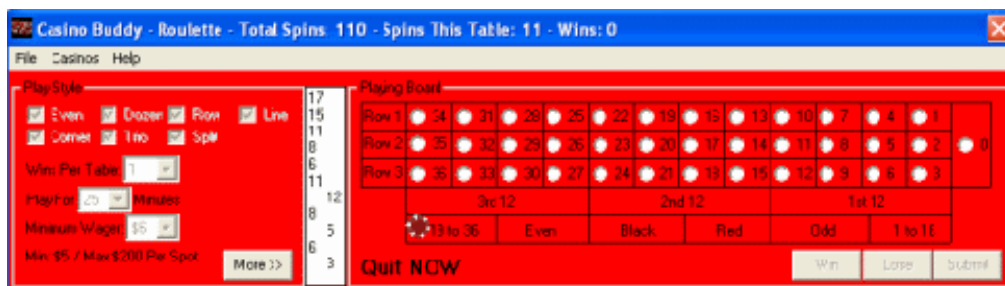 Casino Buddy - Roulette - Total Spins: 110 - Spins This Table: 11 - Wins: 0
File Casinos Help
Play Style
Even Dozen Row Line
Corner Trio Split
Wins Per Table: 1
Play For 25 Minutes
Minimum Wager: $5
Min: $5 / Max $200 Per Spot
More >>
17
15
11
8
6
11
12
8
5
6
3
Playing Board
Row 1 34 31 28 25 22 19 16 13 10 7 4 1
Row 2 35 32 29 26 23 20 17 14 11 8 5 2 0
Row 3 36 33 30 27 24 21 18 15 12 9 6 3
3rd 12 2nd 12 1st 12
19 to 36 Even Black Red Odd 1 to 18
Quit NOW
Win Lose Submit